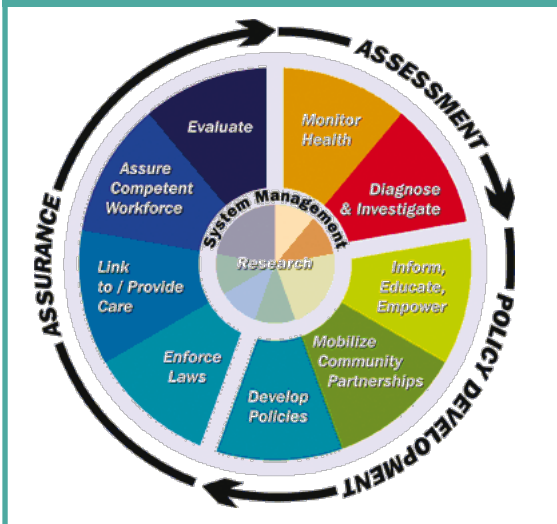 ASSESSMENT
Monitor
Health
Diagnose
& Investigate
POLICY DEVELOPMENT
Inform,
Educate,
Empower
Mobilize
Community
Partnerships
Develop
Policies
ASSURANCE
Enforce
Laws
Link
to / Provide
Care
Assure
Competent
Workforce
Evaluate
System Management
Research